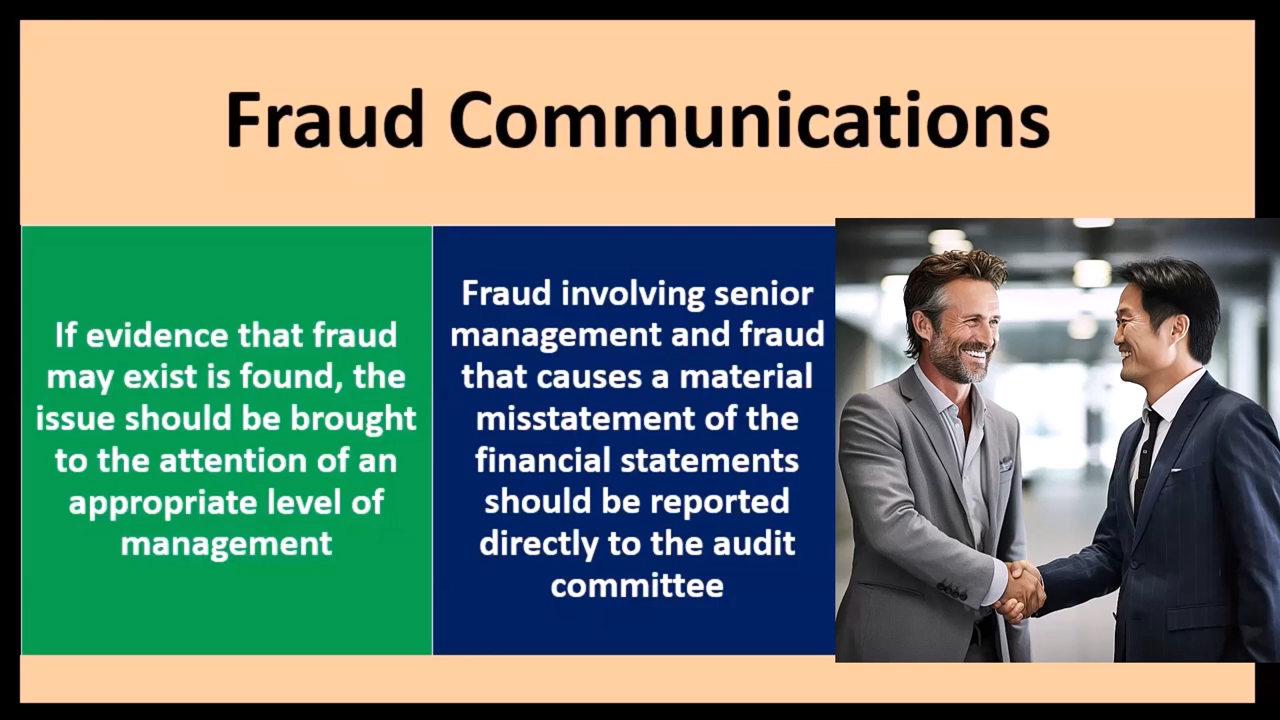 Fraud Communications
If evidence that fraud
may exist is found, the
issue should be brought
to the attention of an
appropriate level of
management
Fraud involving senior
management and fraud
that causes a material
misstatement of the
financial statements
should be reported
directly to the audit
committee